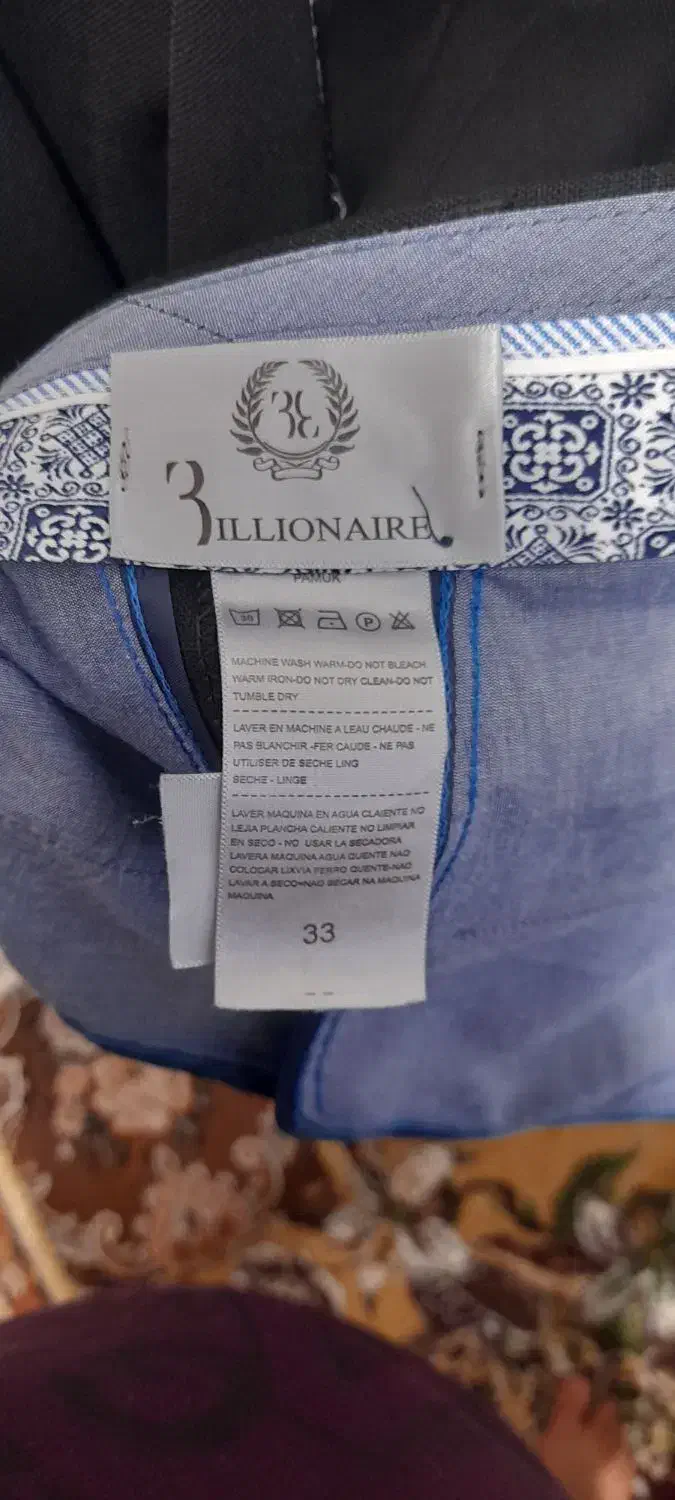 BILLIONAIRE
PAMUK
30
P
MACHINE WASH WARM-DO NOT BLEACH
WARM IRON-DO NOT DRY CLEAN-DO NOT
TUMBLE DRY
LAVER EN MACHINE A LEAU CHAUDE - NE
PAS BLANCHIR -FER CAUDE - NE PAS
UTILISER DE SECHE LING
SECHE - LINGE
LAVER MAQUINA EN AGUA CLAIENTE NO
LEJIA PLANCHA CALIENTE NO LIMPIAR
EN SECO - NO USAR LA SECADORA
LAVERA MAQUINA AGUA QUENTE NAO
COLOCAR LIXVIA FERRO QUENTE-NAO
LAVAR A SECO=NAO SECAR NA MAQUINA
MAQUINA
33